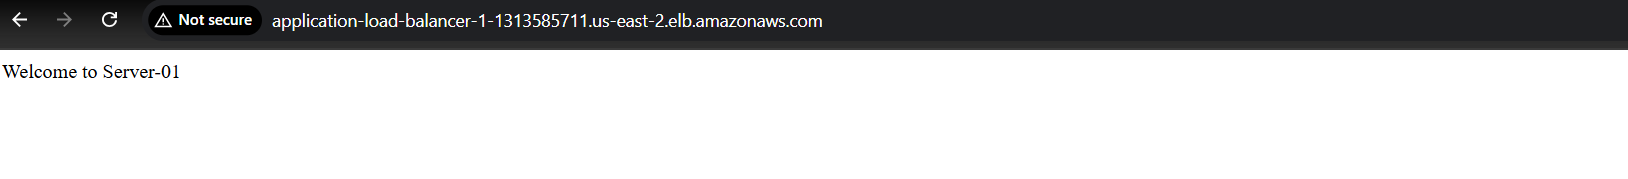 Not secure application-load-balancer-1-1313585711.us-east-2.elb.amazonaws.com
Welcome to Server-01